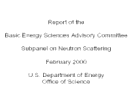 Report of the
Basic Energy Sciences Advisory Committee
Subpanel on Neutron Scattering
February 2000
U.S. Department of Energy
Office of Science